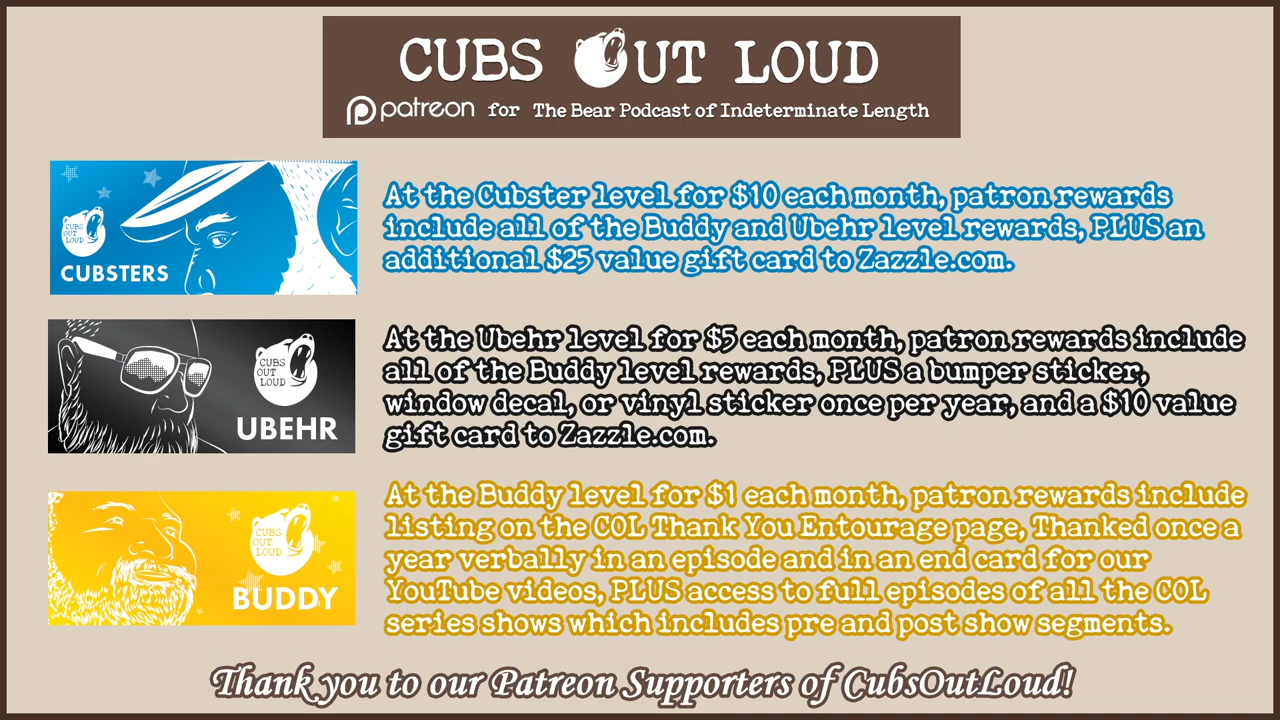 CUBS OUT LOUD
patreon for The Bear Podcast of Indeterminate Length
CUBS
OUT
LOUD
CUBSTERS
At the Cubster level for $10 each month, patron rewards
include all of the Buddy and Ubehr level rewards, PLUS an
additional $25 value gift card to Zazzle.com.
CUBS
OUT
LOUD
UBEHR
At the Ubehr level for $5 each month, patron rewards include
all of the Buddy level rewards, PLUS a bumper sticker,
window decal, or vinyl sticker once per year, and a $10 value
gift card to Zazzle.com.
CUBS
OUT
LOUD
BUDDY
At the Buddy level for $1 each month, patron rewards include
listing on the COL Thank You Entourage page, Thanked once a
year verbally in an episode and in an end card for our
YouTube videos, PLUS access to full episodes of all the COL
series shows which includes pre and post show segments.
Thank you to our Patreon Supporters of CubsOutLoud!